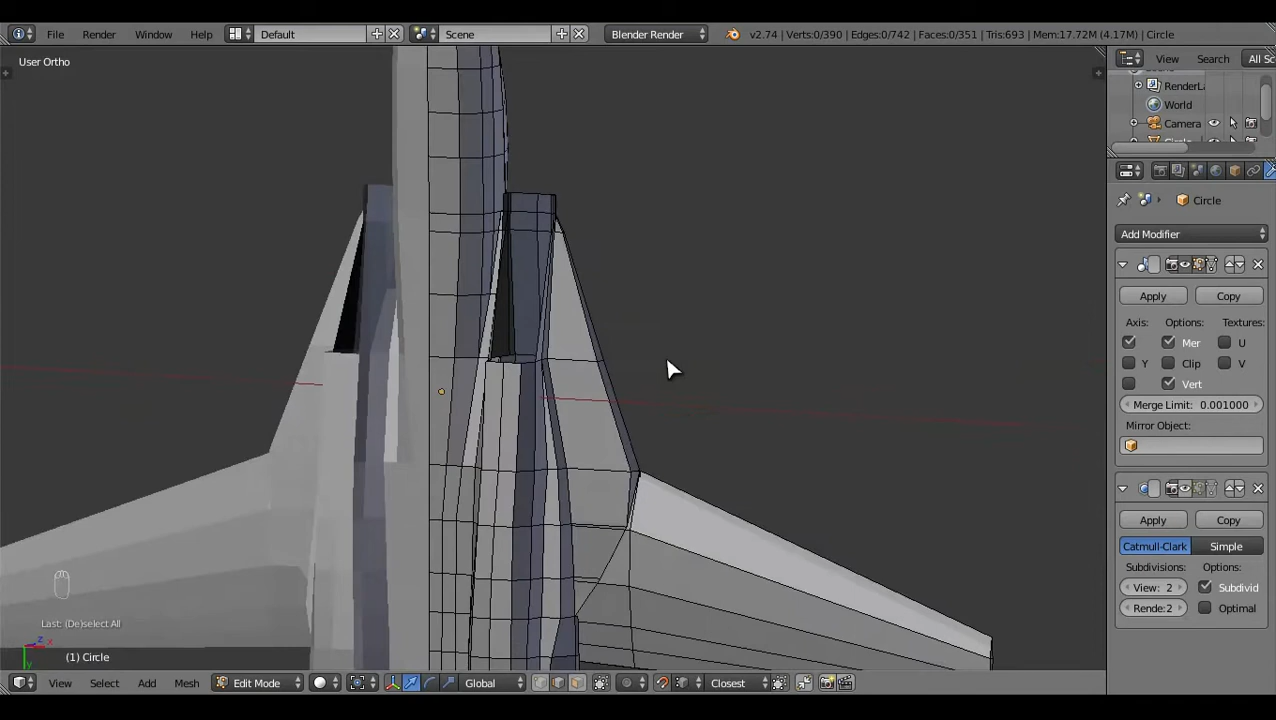 File Render Window Help Default Scene Blender Render v2.74 | Verts:0/390 | Edges:0/742 | Faces:0/351 | Tris:693 | Mem:17.72M (4.17M) | Circle
User Ortho
View Search All Sc
RenderLa
World
Camera
Circle
Add Modifier
Apply Copy
Axis: Options: Textures:
Mer U
Y Clip V
Vert
Merge Limit: 0.001000
Mirror Object:
Apply Copy
Catmull-Clark Simple
Subdivisions: Options:
View: 2 Subdivid
Rende:2 Optimal
Last: (De)select All
z x
y
(1) Circle
View Select Add Mesh Edit Mode Global Closest